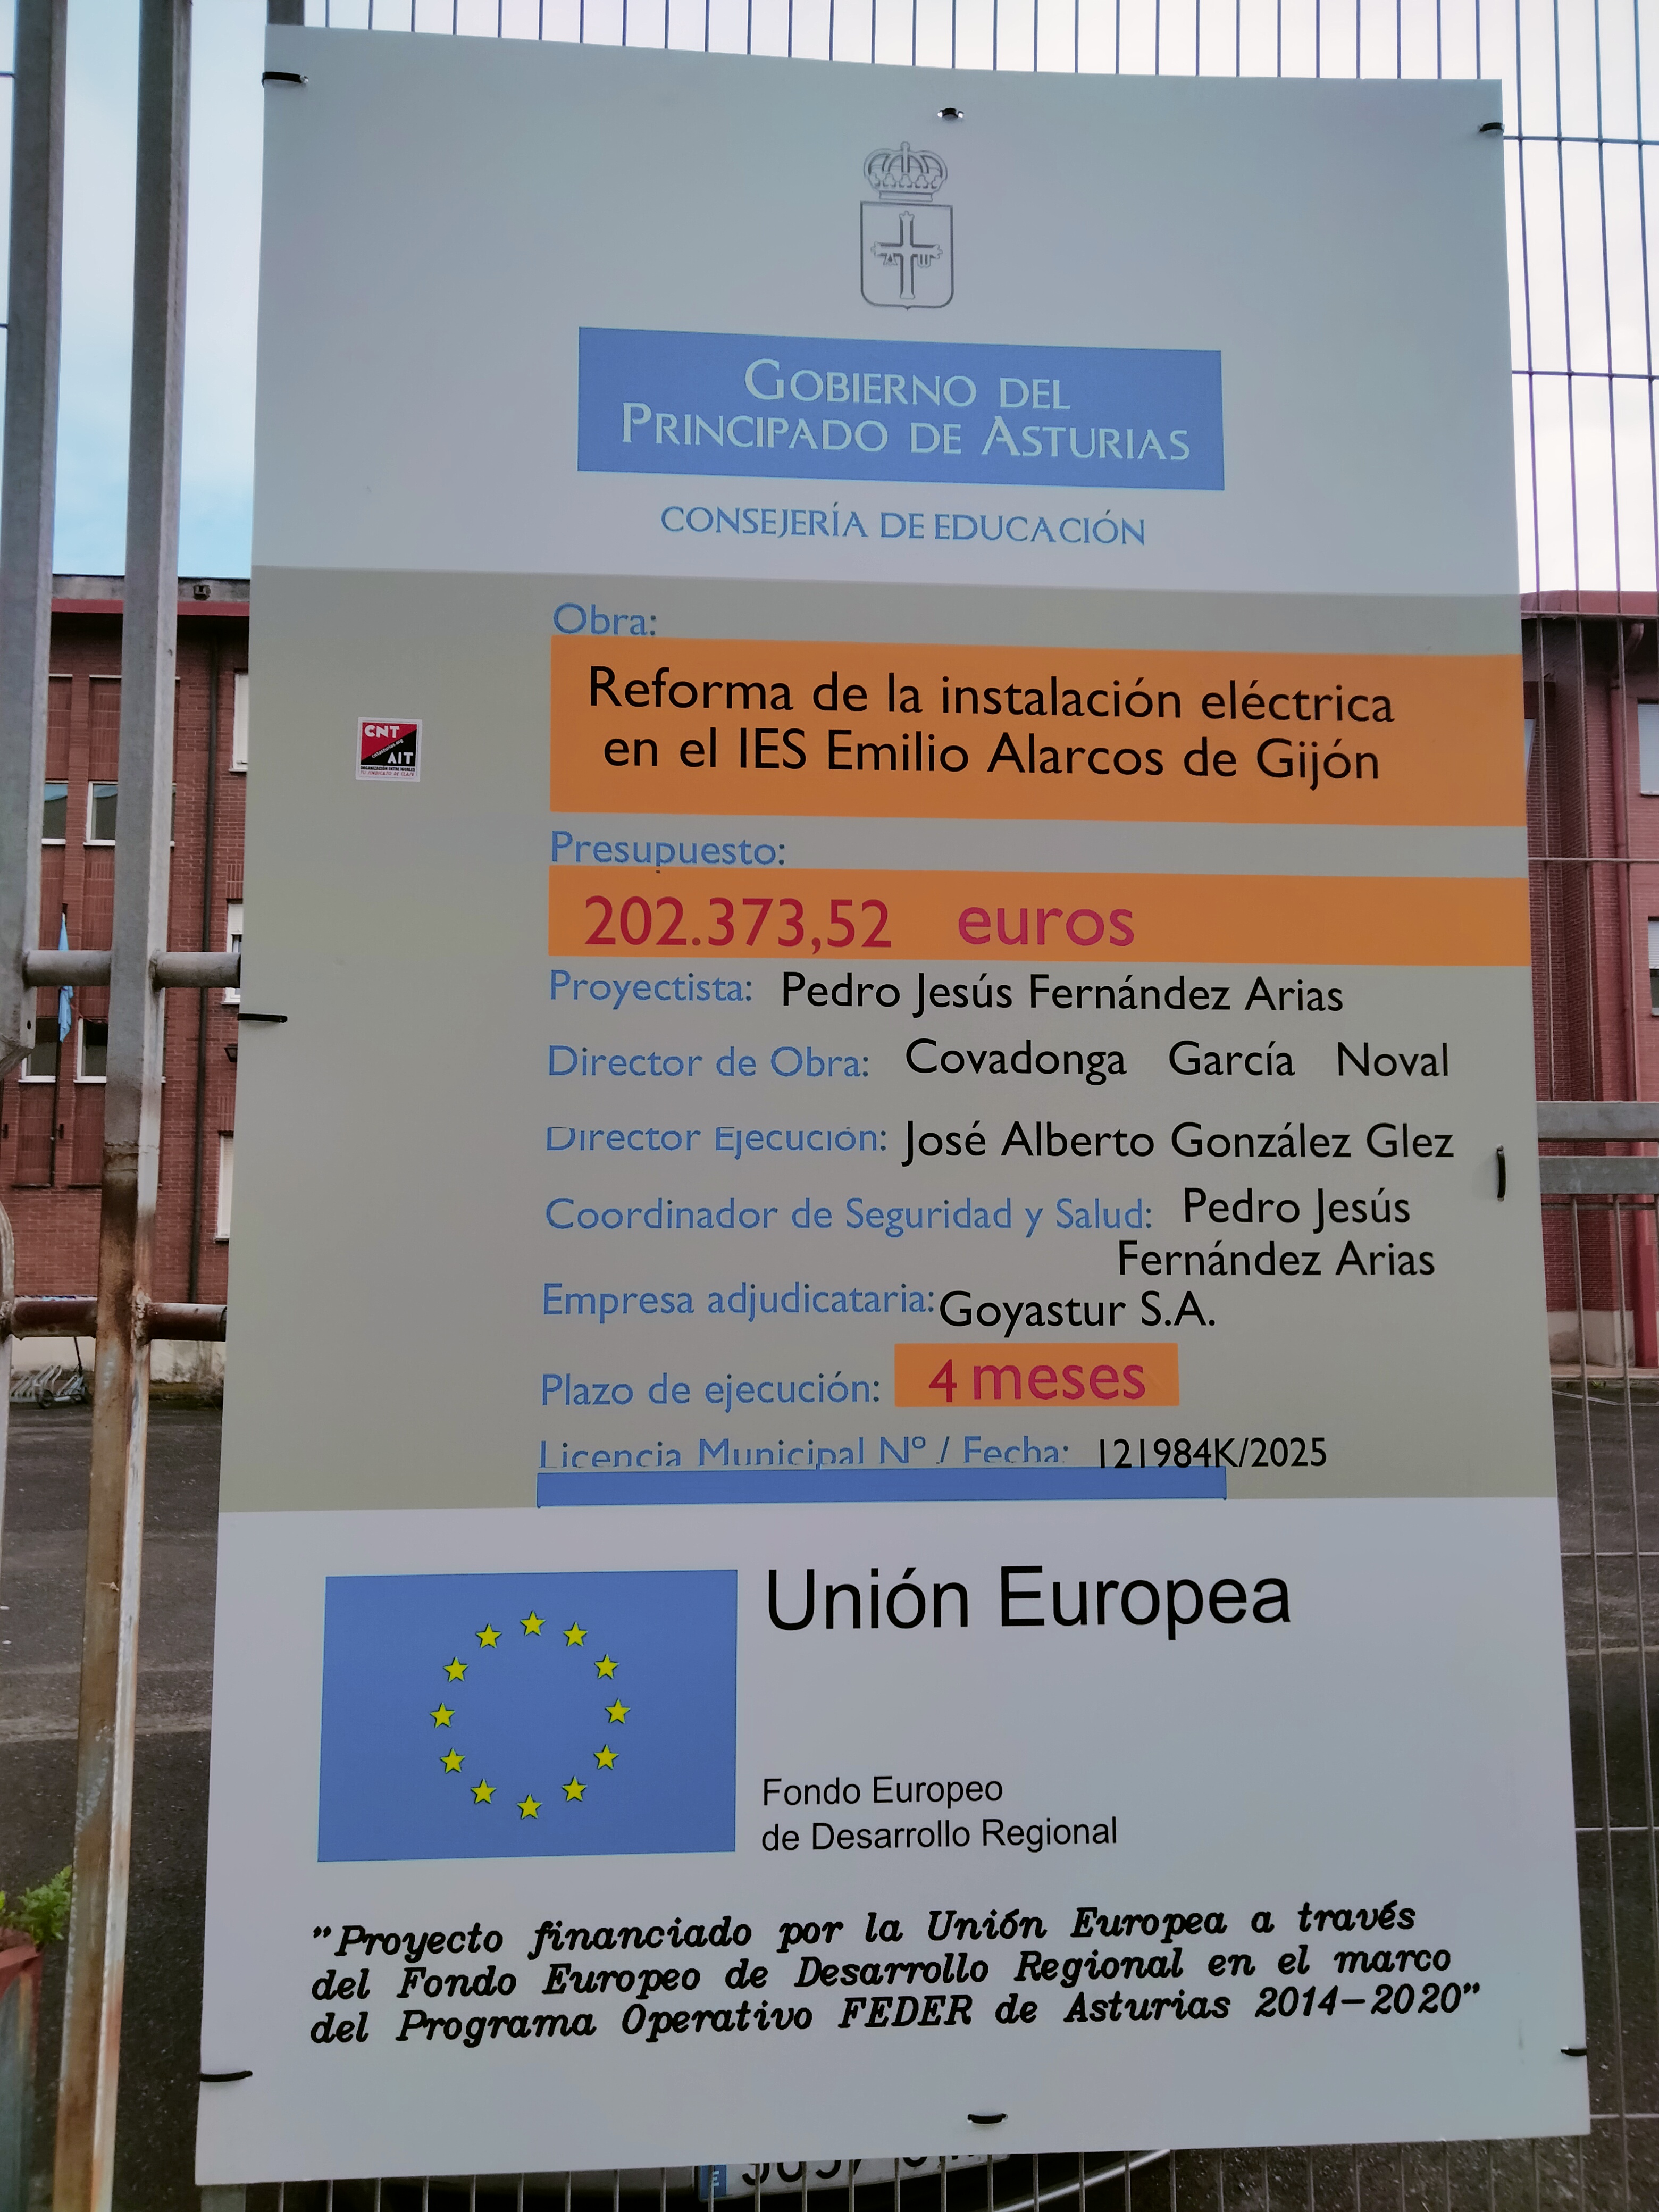 GOBIERNO DEL
PRINCIPADO DE ASTURIAS
CONSEJERÍA DE EDUCACIÓN
Obra:
Reforma de la instalación eléctrica
en el IES Emilio Alarcos de Gijón
CNT
AIT
Presupuesto:
202.373,52 euros
Proyectista: Pedro Jesús Fernández Arias
Director de Obra: Covadonga García Noval
Director Ejecución: José Alberto González Glez
Coordinador de Seguridad y Salud: Pedro Jesús
Fernández Arias
Empresa adjudicataria: Goyastur S.A.
Plazo de ejecución: 4 meses
Licencia Municipal Nº / Fecha: 121984K/2025
Unión Europea
Fondo Europeo
de Desarrollo Regional
"Proyecto financiado por la Unión Europea a través
del Fondo Europeo de Desarrollo Regional en el marco
del Programa Operativo FEDER de Asturias 2014-2020"